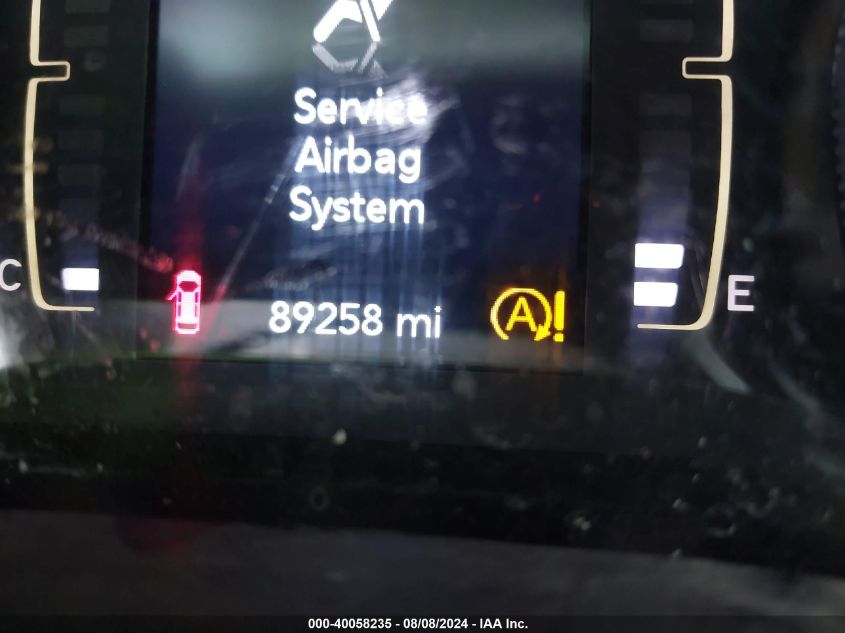 Service
Airbag
System
C
E
89258 mi
A!
000-40058235 - 08/08/2024 - IAA Inc.